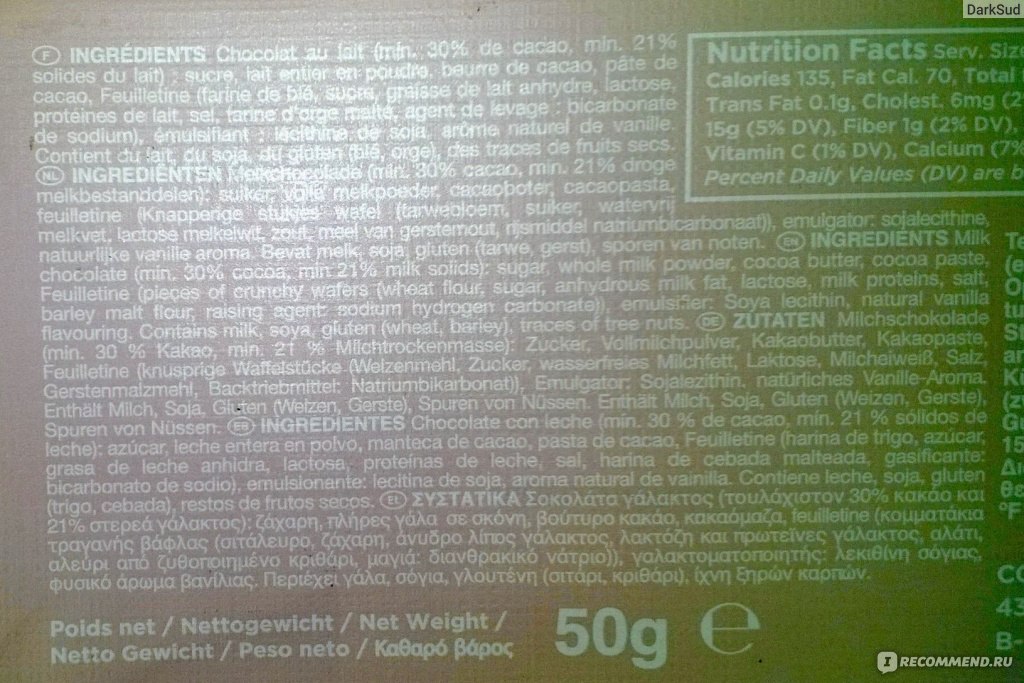 DarkSud
F INGRÉDIENTS Chocolat au lait (min. 30% de cacao, min. 21%
solides du lait) : sucre, lait entier en poudre, beurre de cacao, pâte de
cacao, Feuilletine (farine de blé, sucre, graisse de lait anhydre, lactose,
protéines de lait, sel, farine d'orge malté, agent de levage : bicarbonate
de sodium), émulsifiant : lécithine de soja, arôme naturel de vanille.
Contient du lait, du soja, du gluten (blé, orge), des traces de fruits secs.
NL INGREDIËNTEN Melkchocolade (min. 30% cacao, min. 21% droge
melkbestanddelen): suiker, volle melkpoeder, cacaoboter, cacaopasta,
feuilletine (Knapperige stukjes wafel (tarwebloem, suiker, watervrij
melkvet, lactose melkeiwit, zout, meel van gerstemout, rijsmiddel natriumbicarbonaat)), emulgator: sojalecithine,
natuurlijke vanille aroma. Bevat melk, soja, gluten (tarwe, gerst), sporen van noten. EN INGREDIENTS Milk
chocolate (min. 30% cocoa, min 21% milk solids): sugar, whole milk powder, cocoa butter, cocoa paste,
Feuilletine (pieces of crunchy wafers (wheat flour, sugar, anhydrous milk fat, lactose, milk proteins, salt,
barley malt flour, raising agent: sodium hydrogen carbonate)), emulsifier: Soya lecithin, natural vanilla
flavouring. Contains milk, soya, gluten (wheat, barley), traces of tree nuts. DE ZUTATEN Milchschokolade
(min. 30 % Kakao, min. 21 % Milchtrockenmasse): Zucker, Vollmilchpulver, Kakaobutter, Kakaopaste,
Feuilletine (knusprige Waffelstücke (Weizenmehl, Zucker, wasserfreies Milchfett, Laktose, Milchaiweiß, Salz,
Gerstenmalzmehl, Backtriebmittel: Natriumbikarbonat)), Emulgator: Sojalezithin, natürliches Vanille-Aroma.
Enthält Milch, Soja, Gluten (Weizen, Gerste), Spuren von Nüssen. Enthält Milch, Soja, Gluten (Weizen, Gerste),
Spuren von Nüssen. ES INGREDIENTES Chocolate con leche (min. 30 % de cacao, min. 21 % sólidos de
leche): azúcar, leche entera en polvo, manteca de cacao, pasta de cacao, Feuilletine (harina de trigo, azúcar,
grasa de leche anhidra, lactosa, proteínas de leche, sal, harina de cebada malteada, gasificante:
bicarbonato de sodio), emulsionante: lecitina de soja, aroma natural de vainilla. Contiene leche, soja, gluten
(trigo, cebada), restos de frutos secos. ΣΥΣΤΑΤΙΚΑ Σοκολάτα γάλακτος (τουλάχιστον 30% κακάο και
21% στερεά γάλακτος): ζάχαρη, πλήρες γάλα σε σκόνη, βούτυρο κακάο, κακαόμαζα, feuilletine (κομματάκια
τραγανής βάφλας (σιτάλευρο, ζάχαρη, άνυδρο λίπος γάλακτος, λακτόζη και πρωτεΐνες γάλακτος, αλάτι,
αλεύρι από ζυθοποιημένο κριθάρι, μαγιά: διανθρακικό νάτριο)), γαλακτοματοποιητής: λεκιθίνη σόγιας,
φυσικό άρωμα βανίλιας. Περιέχει γάλα, σόγια, γλουτένη (σιτάρι, κριθάρι), ίχνη ξηρών καρπών.
Nutrition Facts Serv. Size
Calories 135, Fat Cal. 70, Total
Trans Fat 0.1g, Cholest. 6mg (2
15g (5% DV), Fiber 1g (2% DV),
Vitamin C (1% DV), Calcium (7%
Percent Daily Values (DV) are b
Poids net / Nettogewicht / Net Weight /
Netto Gewicht / Peso neto / Καθαρό βάρος
50g ℮
CO
43
B-
IRECOMMEND.RU